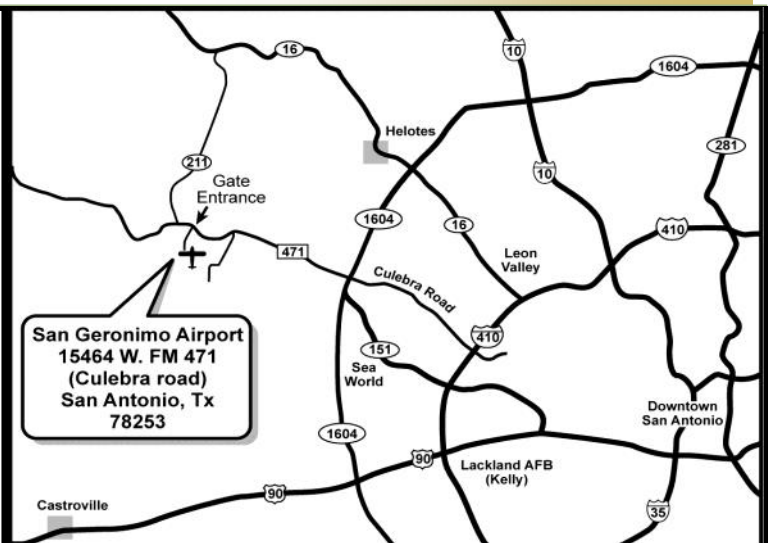 16
10
1604
Helotes
281
211
Gate
Entrance
10
1604
16
410
471
Leon
Valley
Culebra Road
San Geronimo Airport
15464 W. FM 471
(Culebra road)
San Antonio, Tx
78253
410
151
Sea
World
Downtown
San Antonio
1604
90
Lackland AFB
(Kelly)
90
Castroville
35